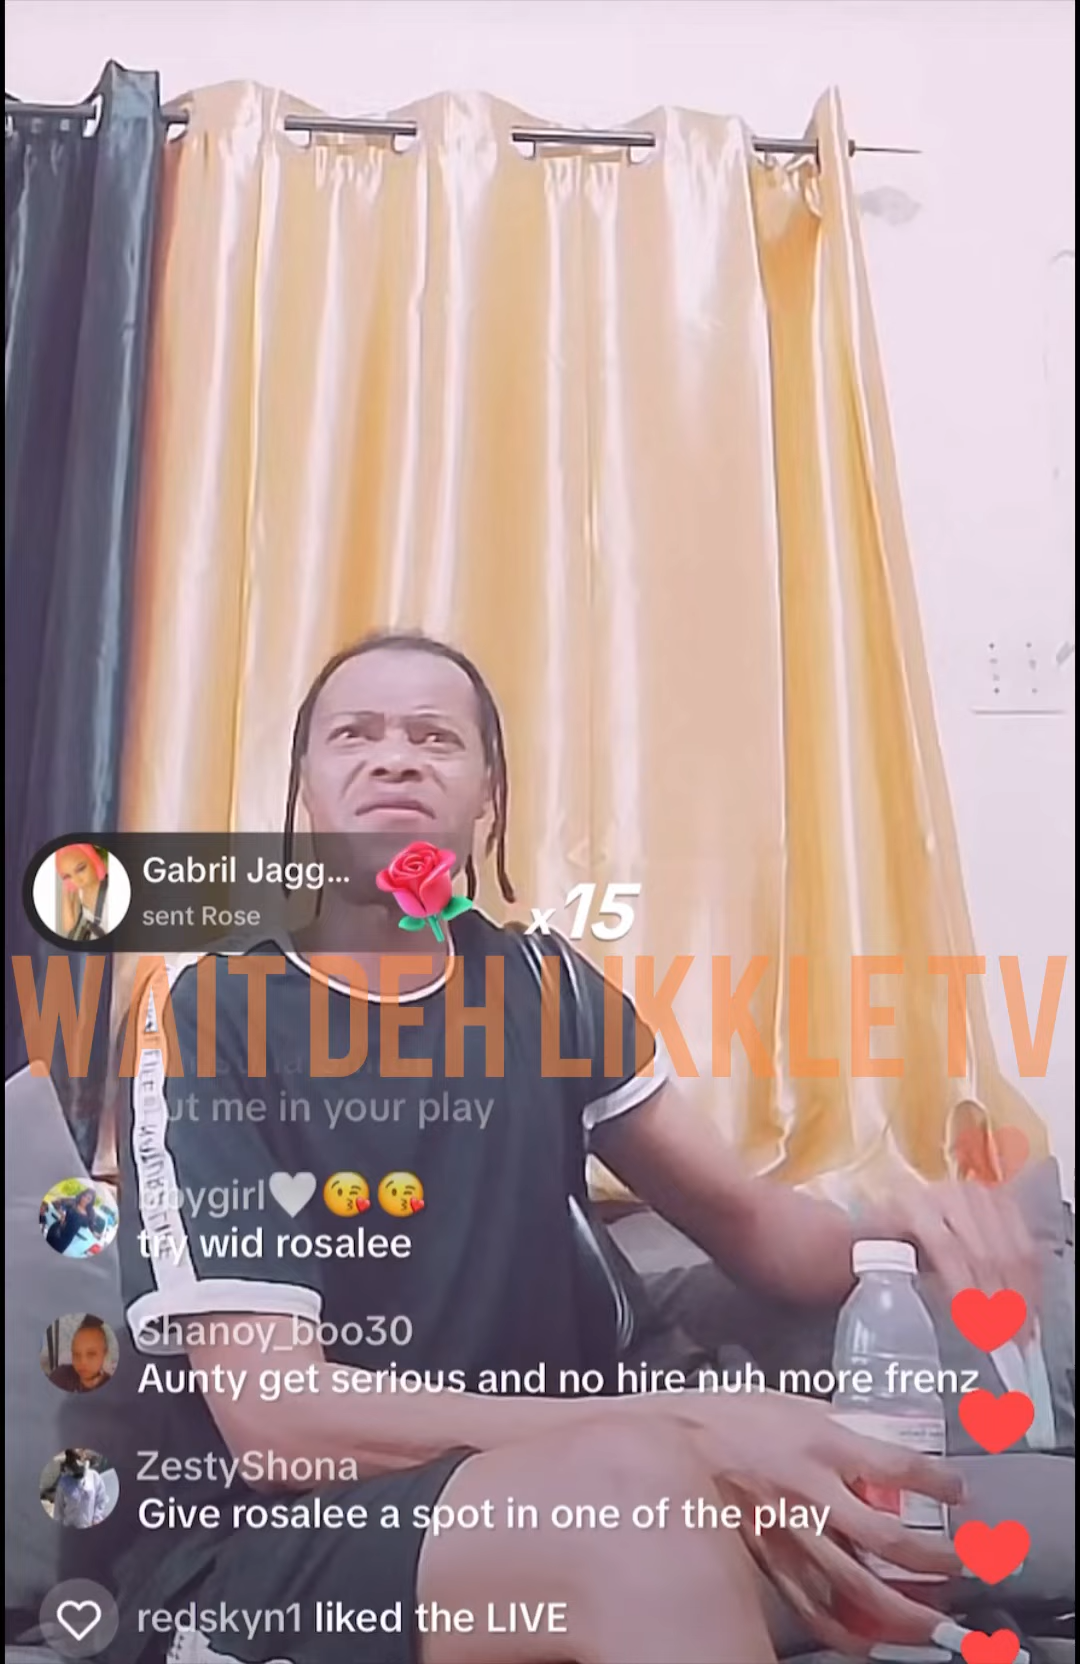 Gabril Jagg...
sent Rose
x15
WAIT DEH LIKKLE TV
ut me in your play
bygirl🤍😘😘
try wid rosalee
Shanoy_boo30
Aunty get serious and no hire nuh more frenz
ZestyShona
Give rosalee a spot in one of the play
redskyn1 liked the LIVE